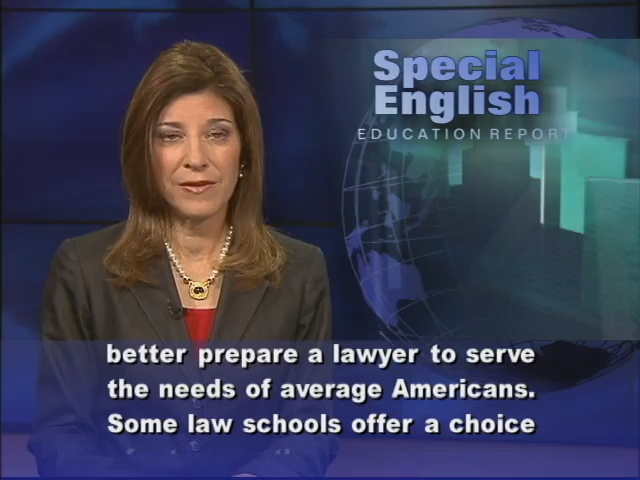 Special
English
EDUCATION REPORT
better prepare a lawyer to serve
the needs of average Americans.
Some law schools offer a choice